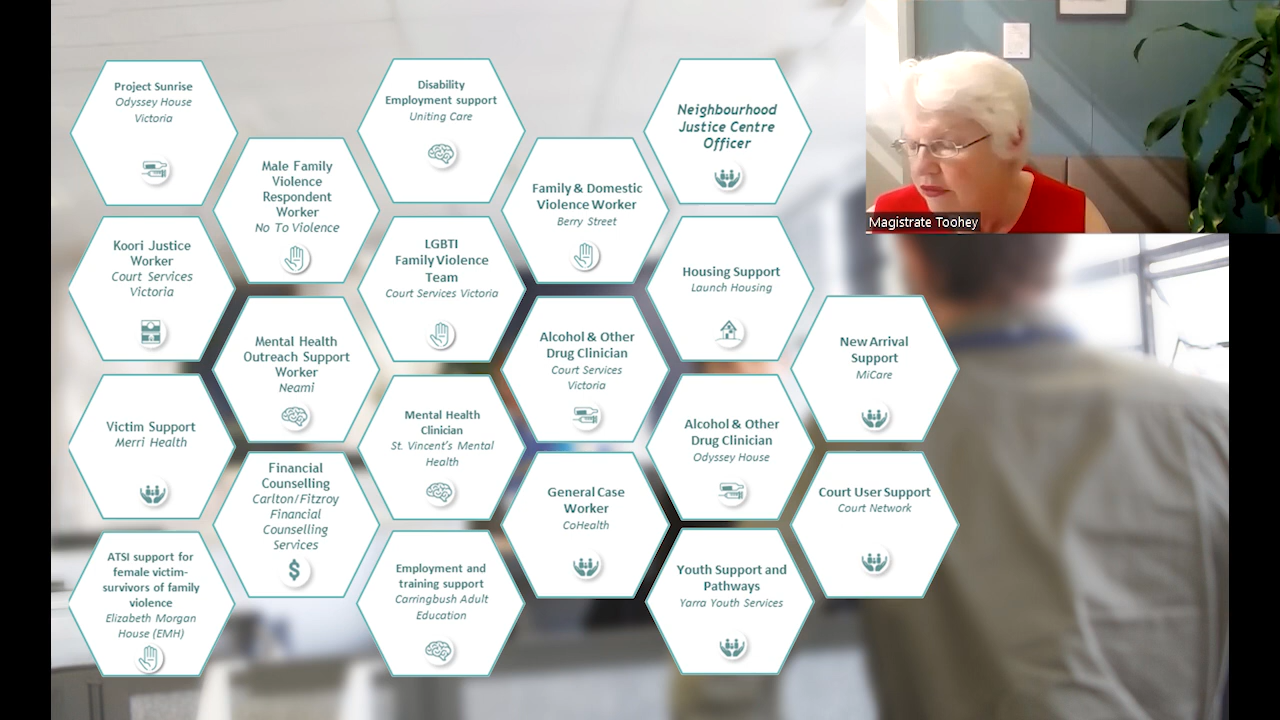 Project Sunrise
Odyssey House
Victoria
Disability
Employment support
Uniting Care
Neighbourhood
Justice Centre
Officer
Male Family
Violence
Respondent
Worker
No To Violence
Family & Domestic
Violence Worker
Berry Street
Magistrate Toohey
Koori Justice
Worker
Court Services
Victoria
LGBTI
Family Violence
Team
Court Services Victoria
Housing Support
Launch Housing
Mental Health
Outreach Support
Worker
Neami
Alcohol & Other
Drug Clinician
Court Services
Victoria
New Arrival
Support
MiCare
Victim Support
Merri Health
Mental Health
Clinician
St. Vincent's Mental
Health
Alcohol & Other
Drug Clinician
Odyssey House
Financial
Counselling
Carlton/Fitzroy
Financial
Counselling
Services
$
General Case
Worker
CoHealth
Court User Support
Court Network
ATSI support for
female victim-
survivors of family
violence
Elizabeth Morgan
House (EMH)
Employment and
training support
Carringbush Adult
Education
Youth Support and
Pathways
Yarra Youth Services